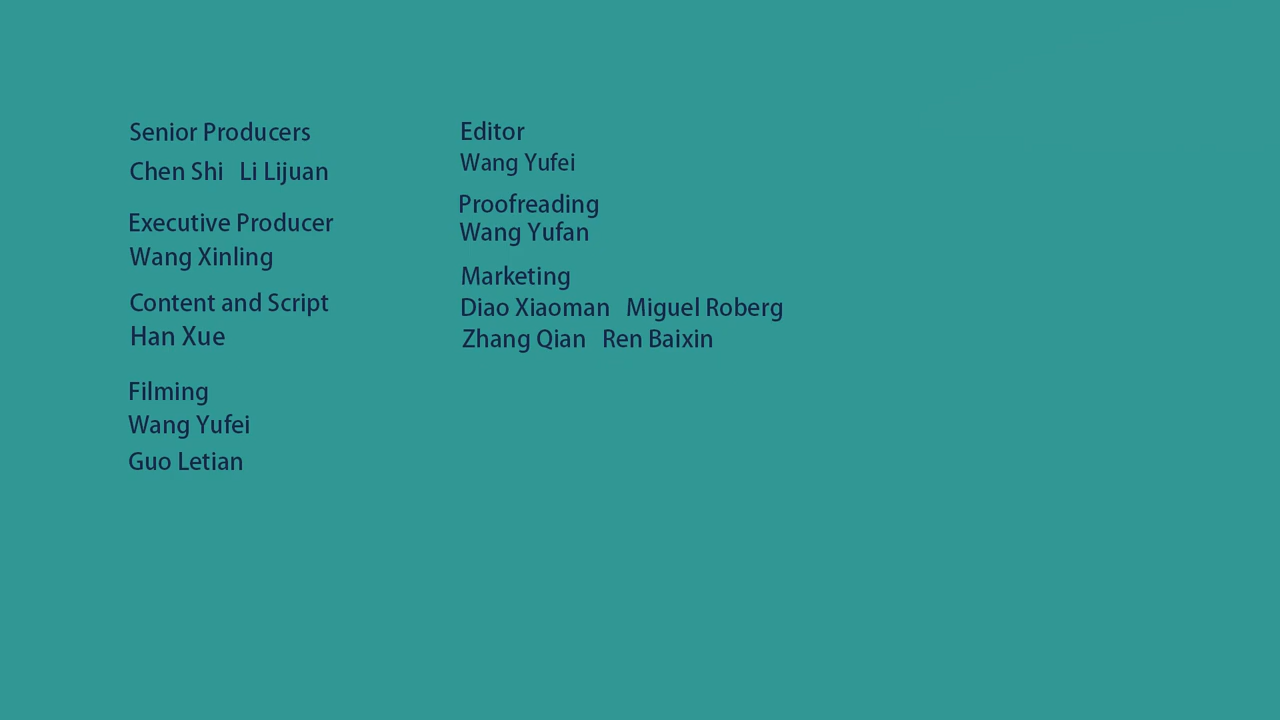 Senior Producers
Chen Shi   Li Lijuan
Executive Producer
Wang Xinling
Content and Script
Han Xue
Filming
Wang Yufei
Guo Letian
Editor
Wang Yufei
Proofreading
Wang Yufan
Marketing
Diao Xiaoman   Miguel Roberg
Zhang Qian   Ren Baixin